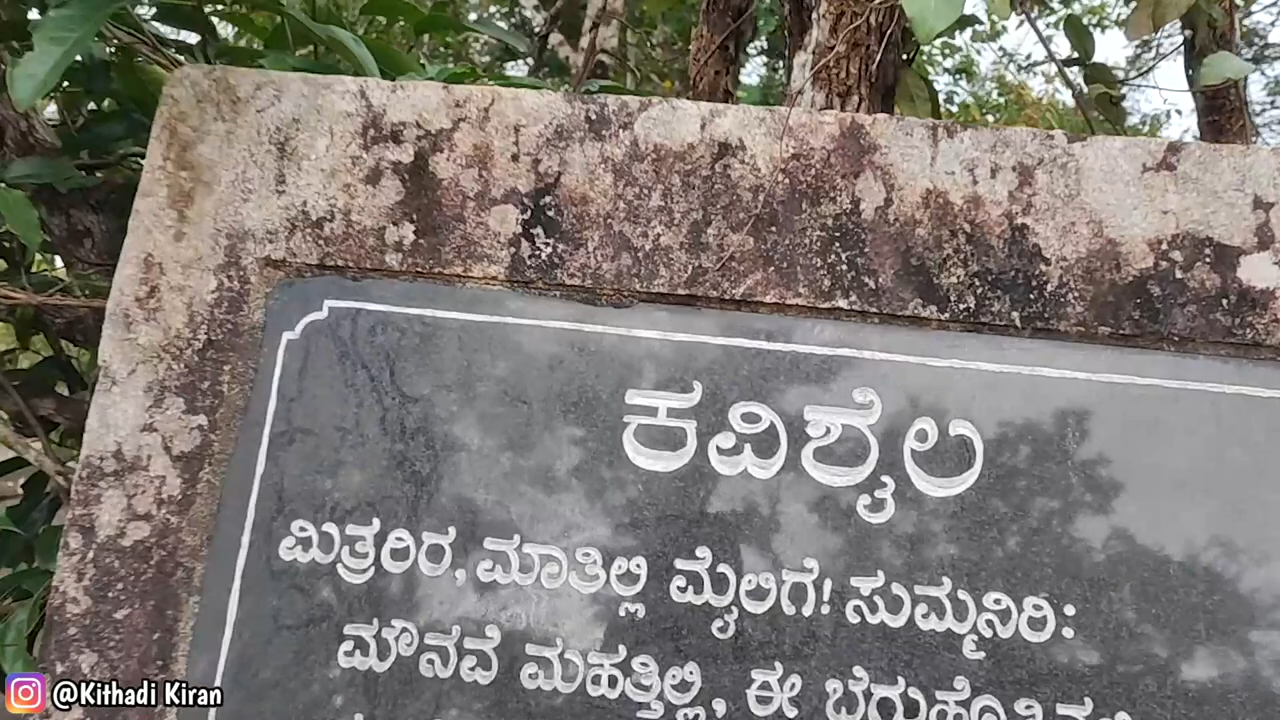 ಕವಿಶೈಲ
ಮಿತ್ರರಿರ, ಮಾತಿಲ್ಲಿ ಮೈಲಿಗೆ! ಸುಮ್ಮನಿರಿ:
ಮೌನವೆ ಮಹತ್ತಿಲ್ಲಿ, ಈ
@Kithadi Kiran